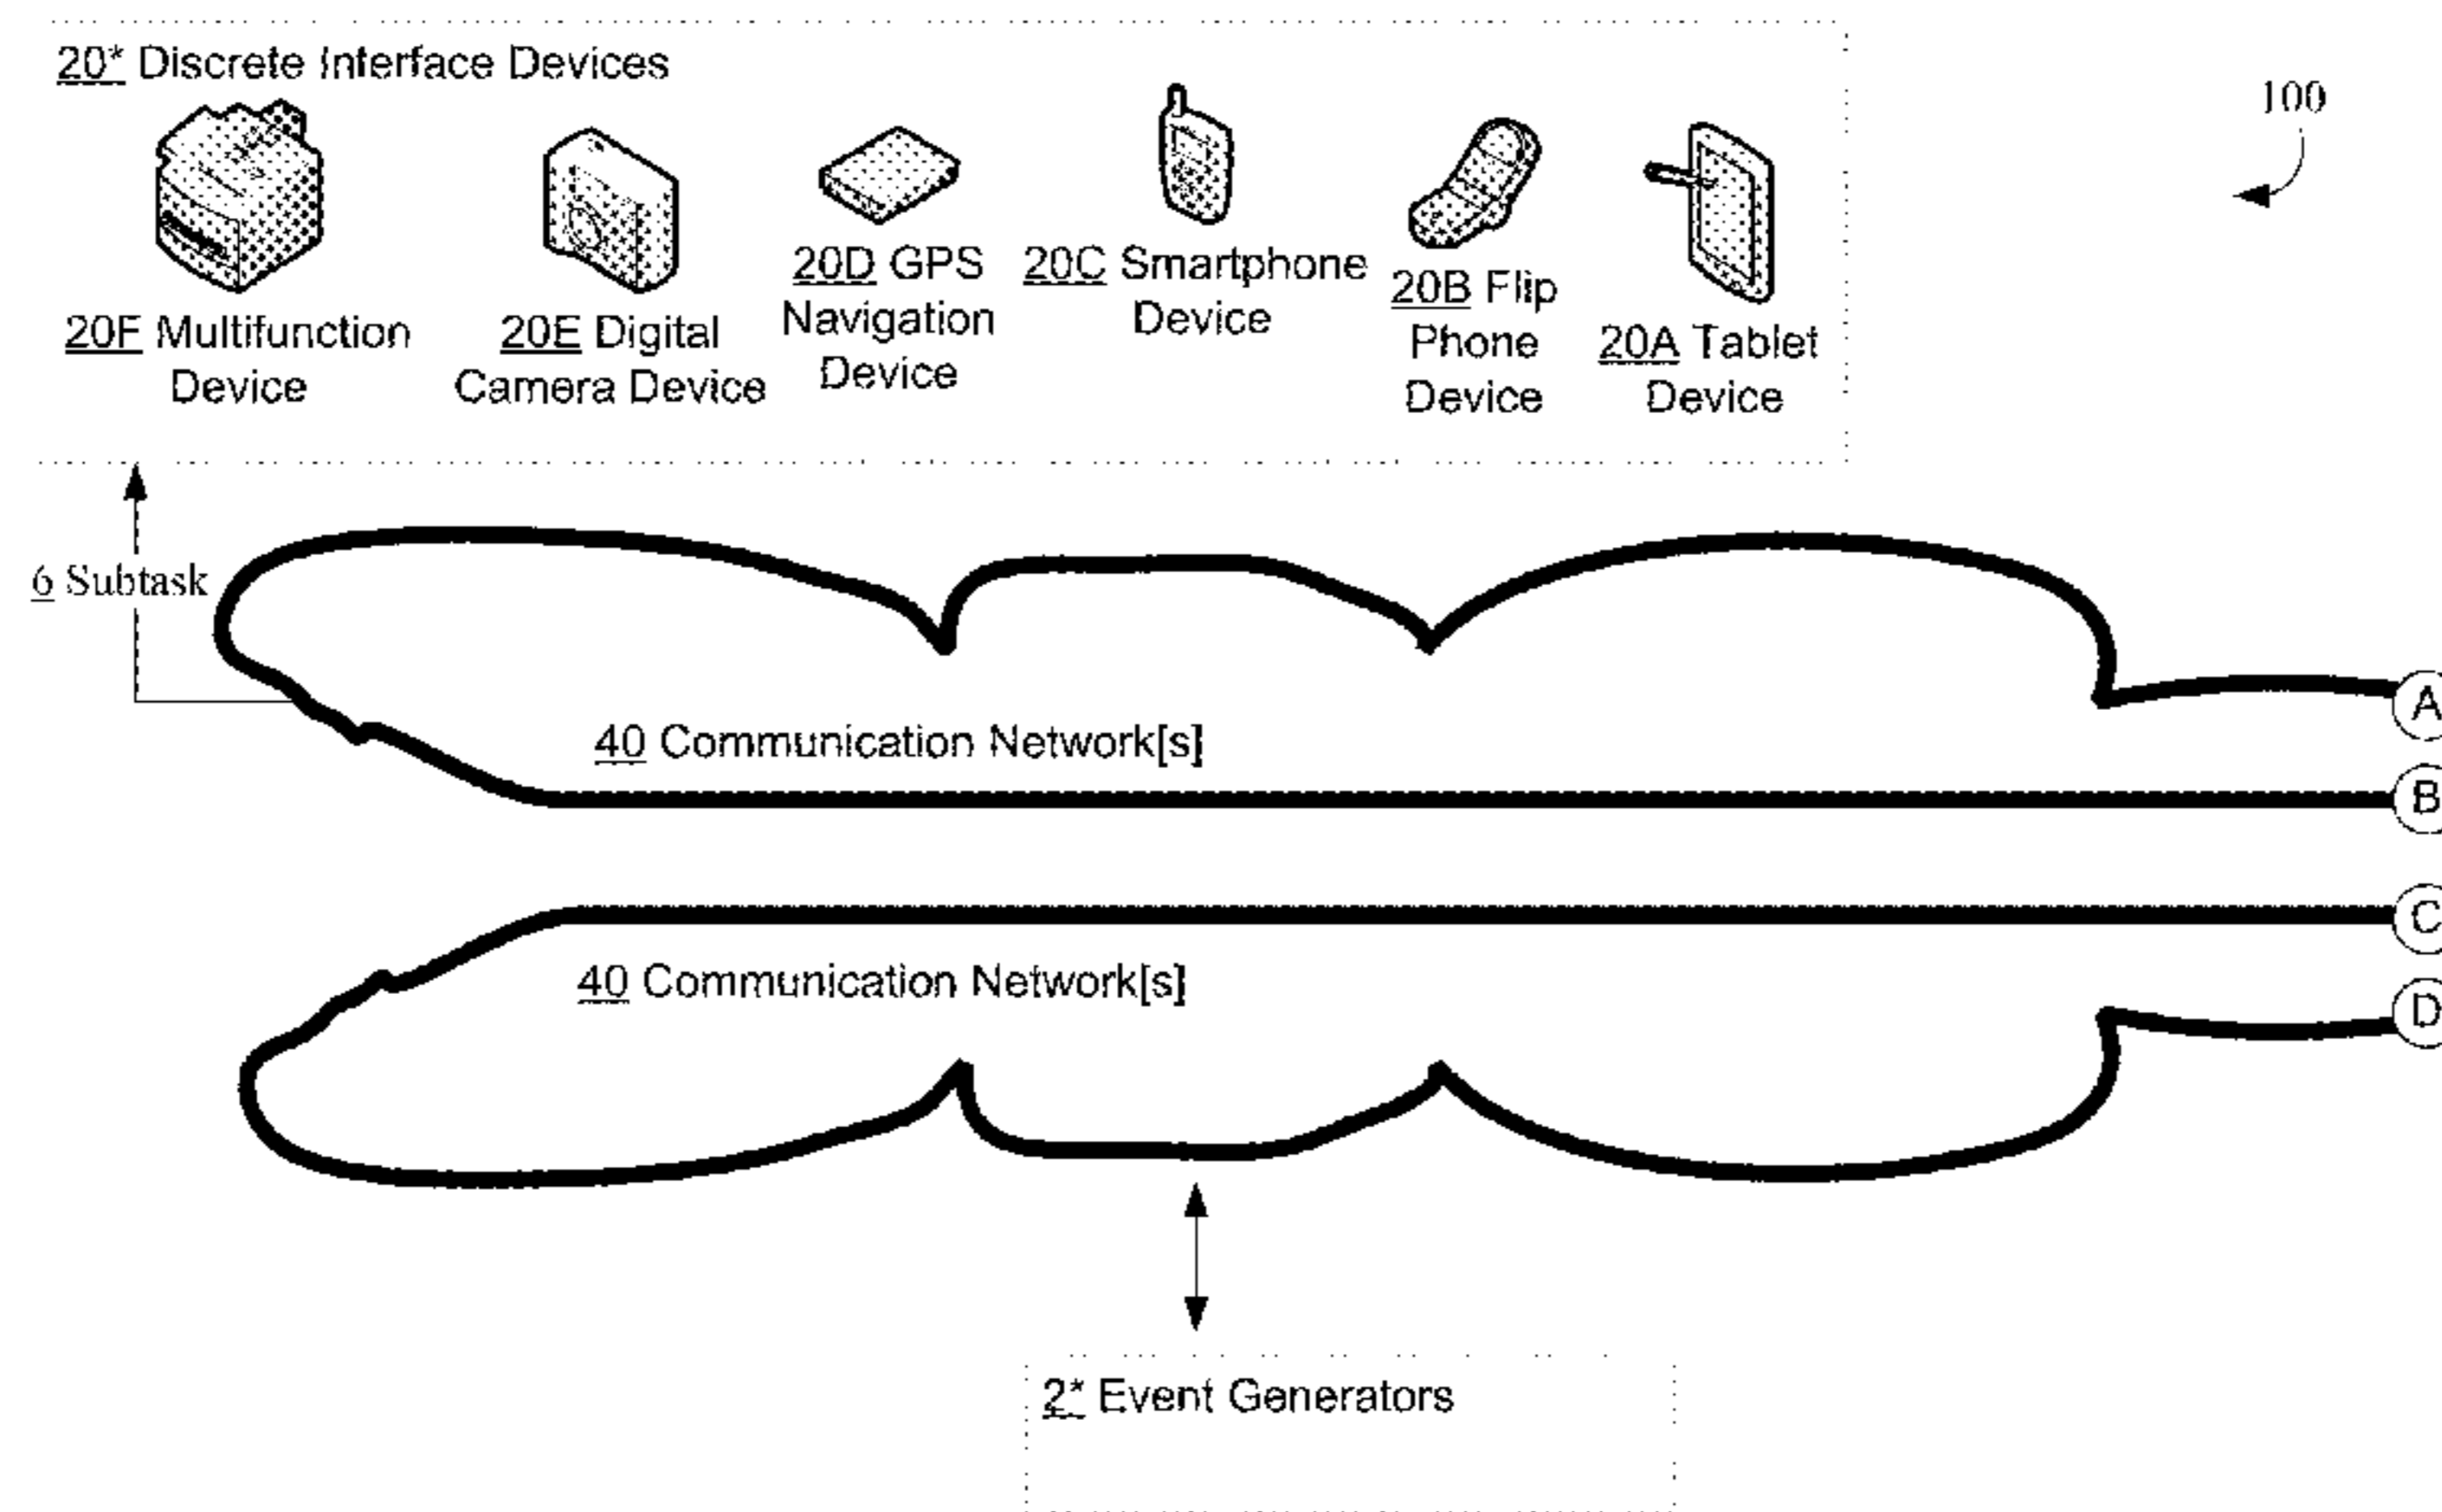 20* Discrete Interface Devices
100
20F Multifunction
Device
20E Digital
Camera Device
20D GPS
Navigation
Device
20C Smartphone
Device
20B Flip
Phone
Device
20A Tablet
Device
6 Subtask
40 Communication Network[s]
A
B
C
40 Communication Network[s]
D
2* Event Generators